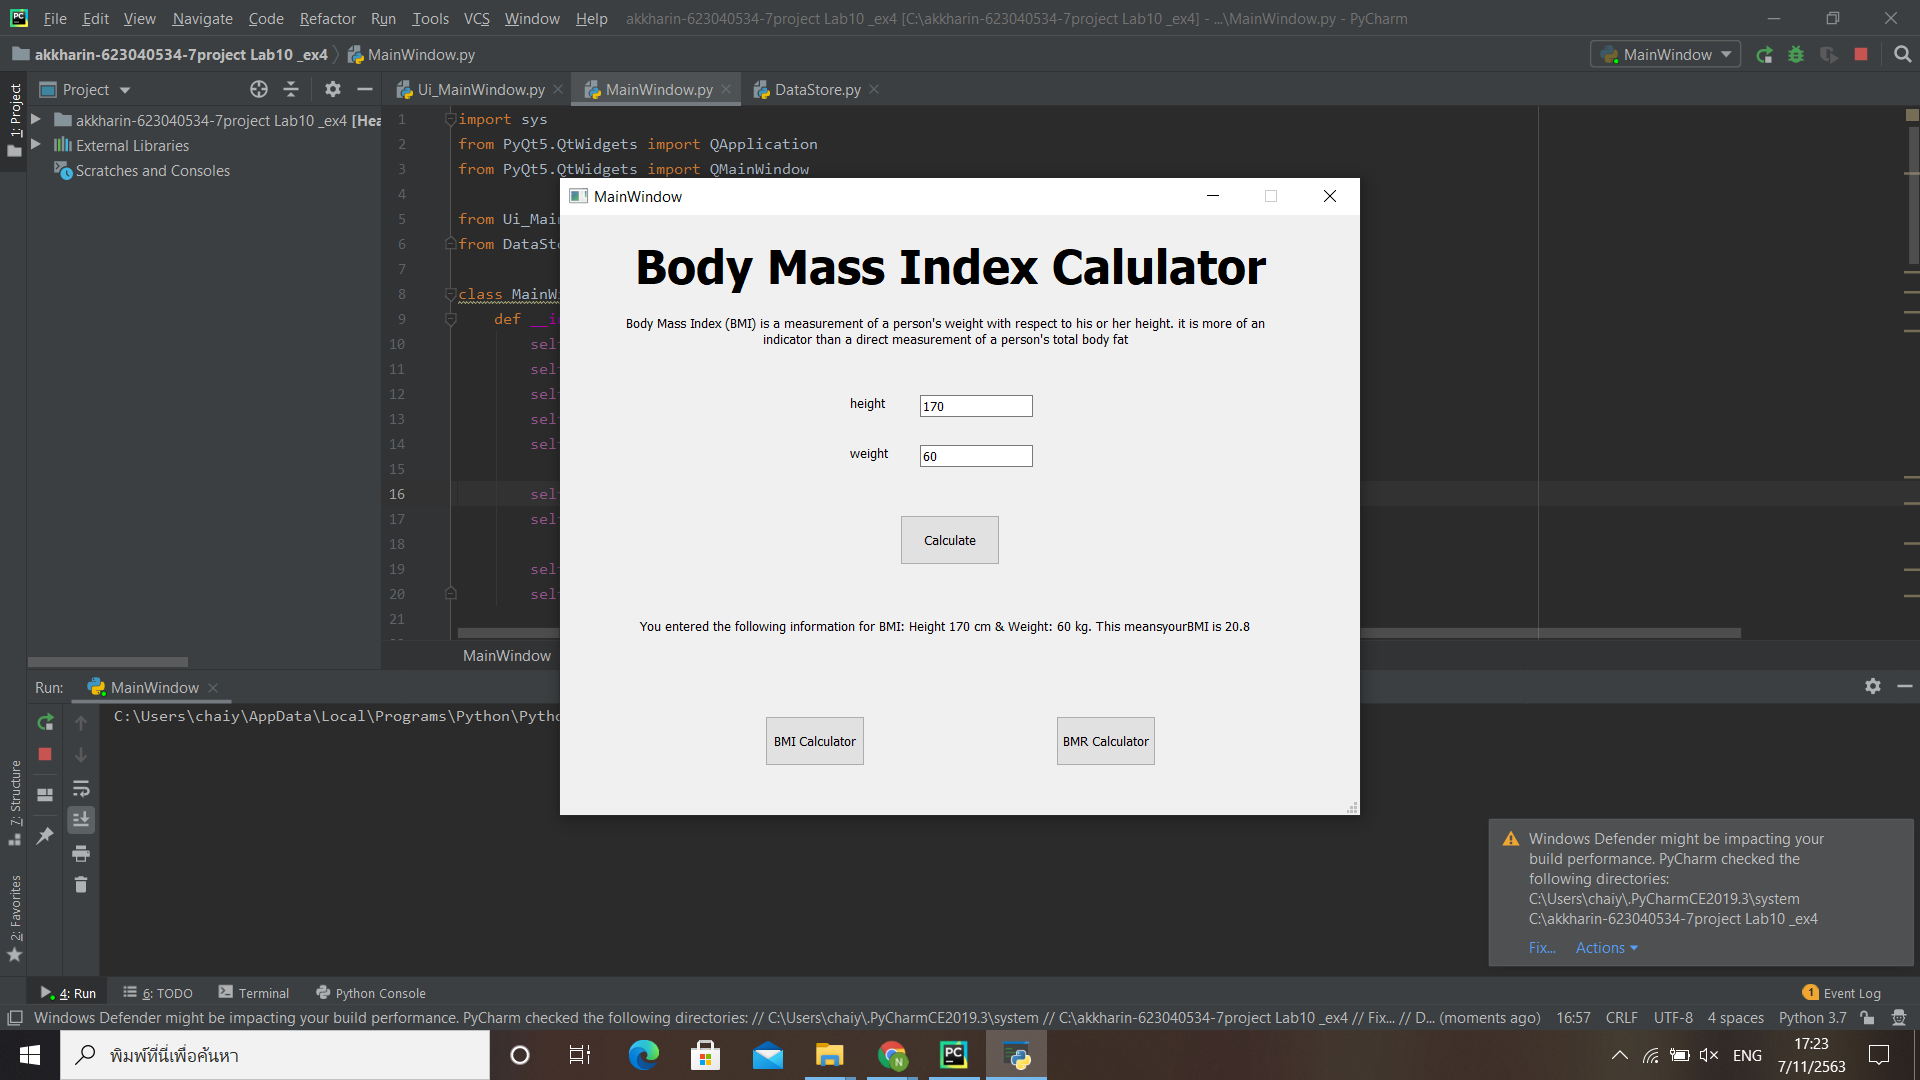 File Edit View Navigate Code Refactor Run Tools VCS Window Help akkharin-623040534-7project Lab10 _ex4 [C:\akkharin-623040534-7project Lab10 _ex4] - ...\MainWindow.py - PyCharm
akkharin-623040534-7project Lab10 _ex4 MainWindow.py MainWindow
Project Ui_MainWindow.py MainWindow.py DataStore.py
1: Project
akkharin-623040534-7project Lab10 _ex4 [Hea
External Libraries
Scratches and Consoles
1 import sys
2 from PyQt5.QtWidgets import QApplication
3 from PyQt5.QtWidgets import QMainWindow
4
5 from Ui_Mai
6 from DataSt
7
8 class MainW
9 def __i
10 sel
11 sel
12 sel
13 sel
14 sel
15
16 sel
17 sel
18
19 sel
20 sel
21
MainWindow
MainWindow
Body Mass Index Calulator
Body Mass Index (BMI) is a measurement of a person's weight with respect to his or her height. it is more of an
indicator than a direct measurement of a person's total body fat
height 170
weight 60
Calculate
You entered the following information for BMI: Height 170 cm & Weight: 60 kg. This meansyourBMI is 20.8
BMI Calculator BMR Calculator
Run: MainWindow
C:\Users\chaiy\AppData\Local\Programs\Python\Pytho
7: Structure
2: Favorites
Windows Defender might be impacting your
build performance. PyCharm checked the
following directories:
C:\Users\chaiy\.PyCharmCE2019.3\system
C:\akkharin-623040534-7project Lab10 _ex4
Fix... Actions
4: Run 6: TODO Terminal Python Console 1 Event Log
Windows Defender might be impacting your build performance. PyCharm checked the following directories: // C:\Users\chaiy\.PyCharmCE2019.3\system // C:\akkharin-623040534-7project Lab10 _ex4 // Fix... // D... (moments ago) 16:57 CRLF UTF-8 4 spaces Python 3.7
พิมพ์ที่นี่เพื่อค้นหา
PC
N
ENG
17:23
7/11/2563